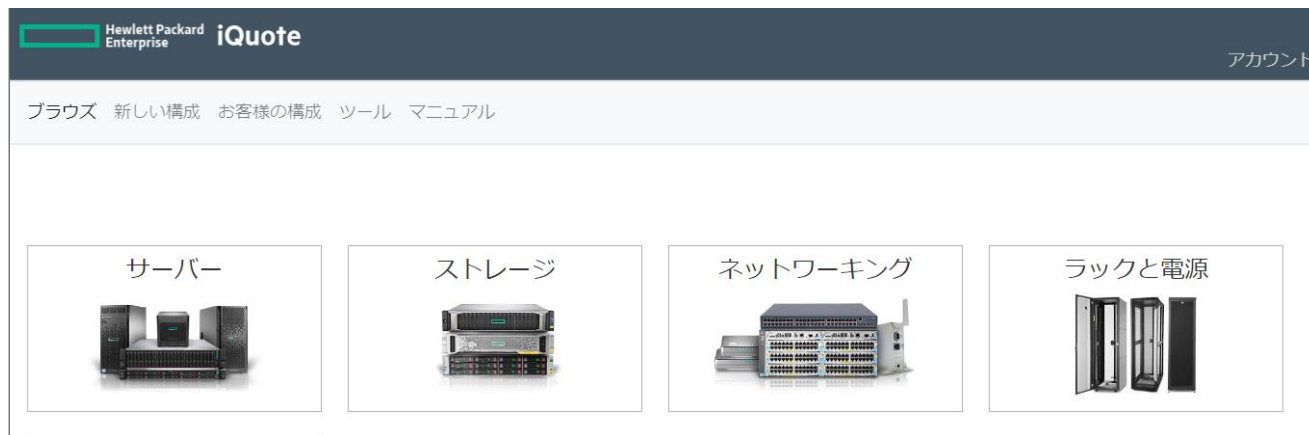 Hewlett Packard
Enterprise
iQuote
アカウント
ブラウズ 新しい構成 お客様の構成 ツール マニュアル
サーバー ストレージ ネットワーキング ラックと電源